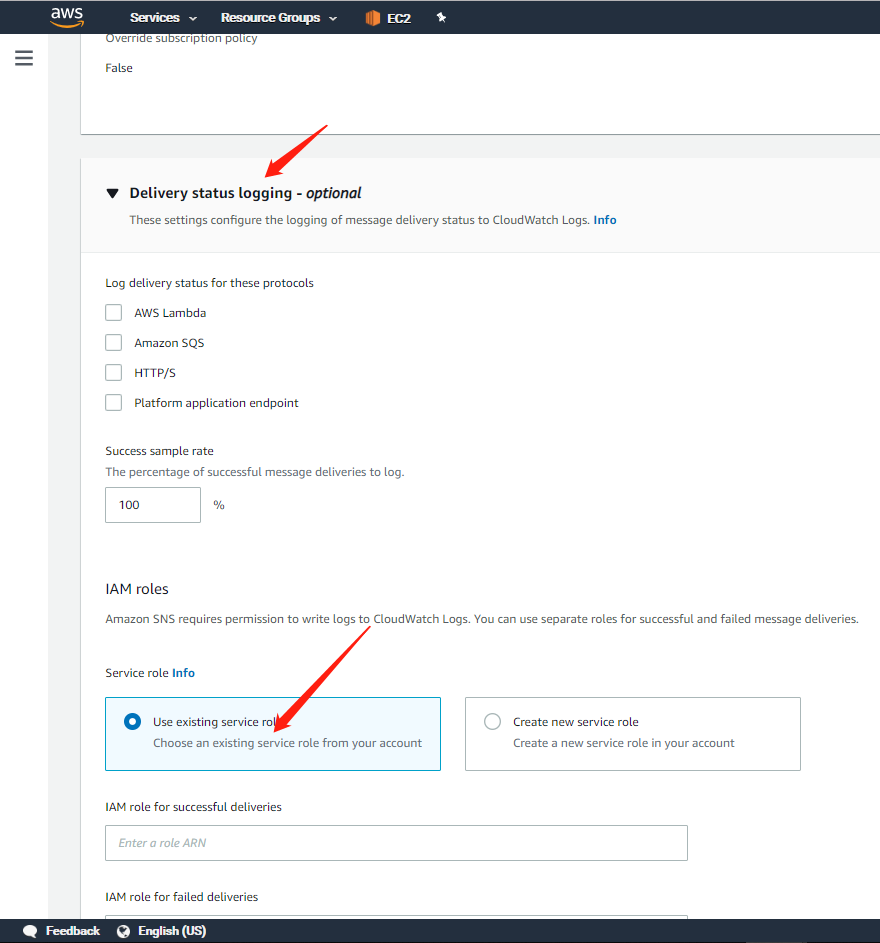 aws Services Resource Groups EC2
Override subscription policy
False
Delivery status logging - optional
These settings configure the logging of message delivery status to CloudWatch Logs. Info
Log delivery status for these protocols
AWS Lambda
Amazon SQS
HTTP/S
Platform application endpoint
Success sample rate
The percentage of successful message deliveries to log.
100 %
IAM roles
Amazon SNS requires permission to write logs to CloudWatch Logs. You can use separate roles for successful and failed message deliveries.
Service role Info
Use existing service role
Choose an existing service role from your account
Create new service role
Create a new service role in your account
IAM role for successful deliveries
Enter a role ARN
IAM role for failed deliveries
Feedback English (US)